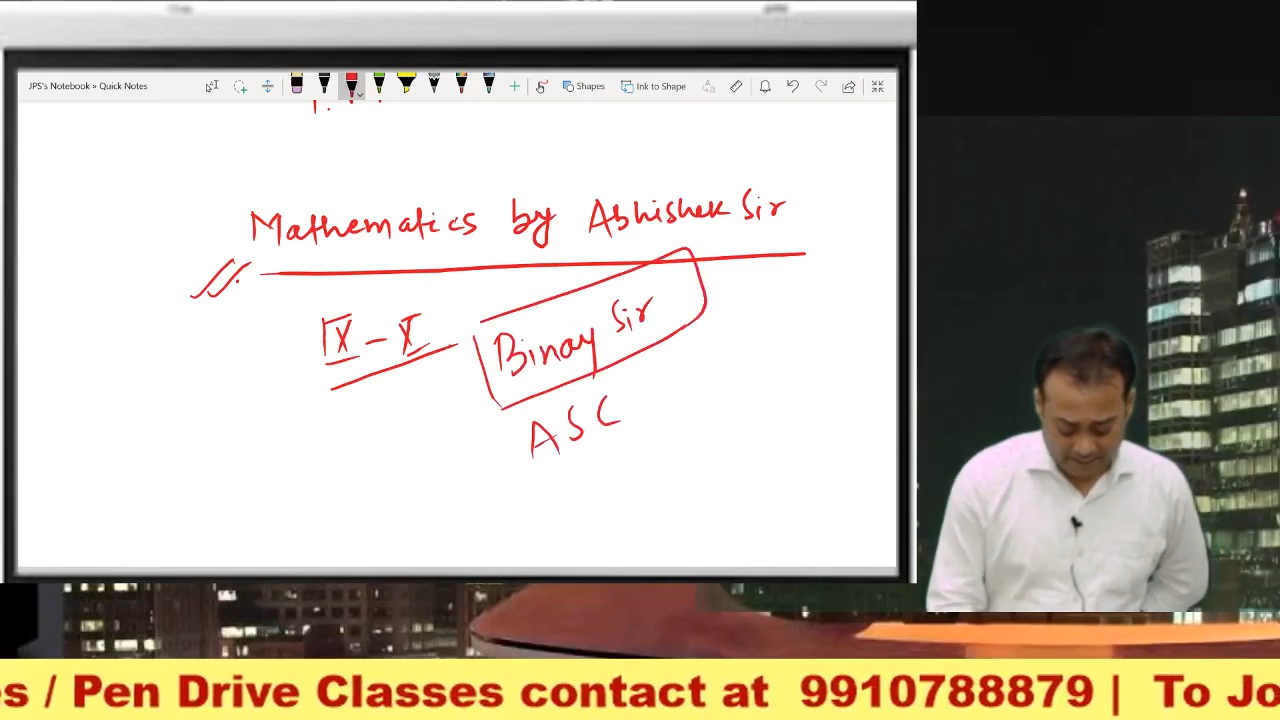 JPS's Notebook » Quick Notes
Shapes
Ink to Shape
Mathematics by Abhishek Sir
IX - X
Binay Sir
ASC
es / Pen Drive Classes contact at 9910788879 | To Jo